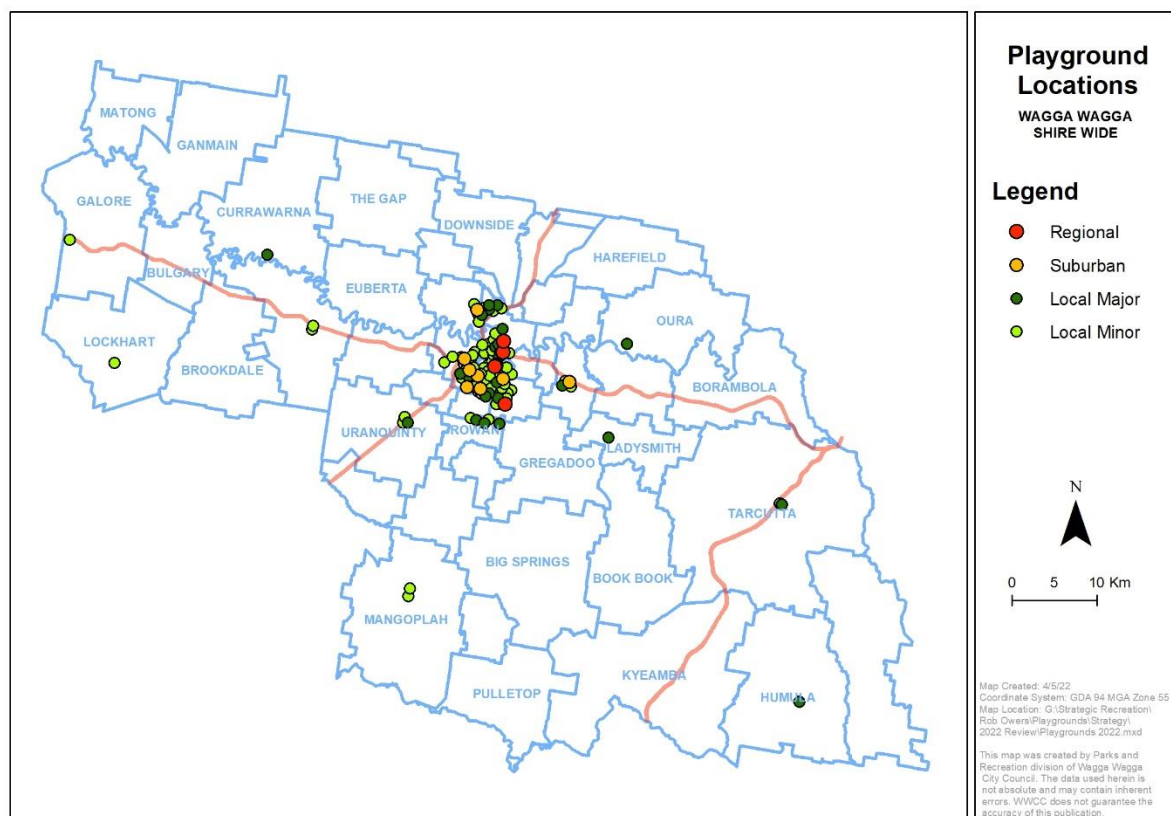 Playground
Locations
WAGGA WAGGA
SHIRE WIDE
Legend
Regional
Suburban
Local Major
Local Minor
N
0 5 10 Km
Map Created: 4/5/22
Coordinate System: GDA 94 MGA Zone 55
Map Location: G:\Strategic Recreation\
Rob Owers\Playgrounds\Strategy\
2022 Review\Playgrounds 2022.mxd
This map was created by Parks and
Recreation division of Wagga Wagga
City Council. The data used herein is
not absolute and may contain inherent
errors. WWCC does not guarantee the
accuracy of this publication.
MATONG
GANMAIN
GALORE
CURRAWARNA
THE GAP
DOWNSIDE
HAREFIELD
BULGARY
EUBERTA
OURA
LOCKHART
BROOKDALE
BORAMBOLA
URANQUINTY
ROWAN
GREGADOO
LADYSMITH
TARCUTTA
BIG SPRINGS
BOOK BOOK
MANGOPLAH
PULLETOP
KYEAMBA
HUMULA